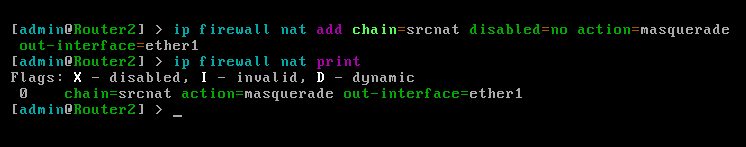 [admin@Router2] > ip firewall nat add chain=srcnat disabled=no action=masquerade
 out-interface=ether1
[admin@Router2] > ip firewall nat print
Flags: X - disabled, I - invalid, D - dynamic
 0    chain=srcnat action=masquerade out-interface=ether1
[admin@Router2] > _